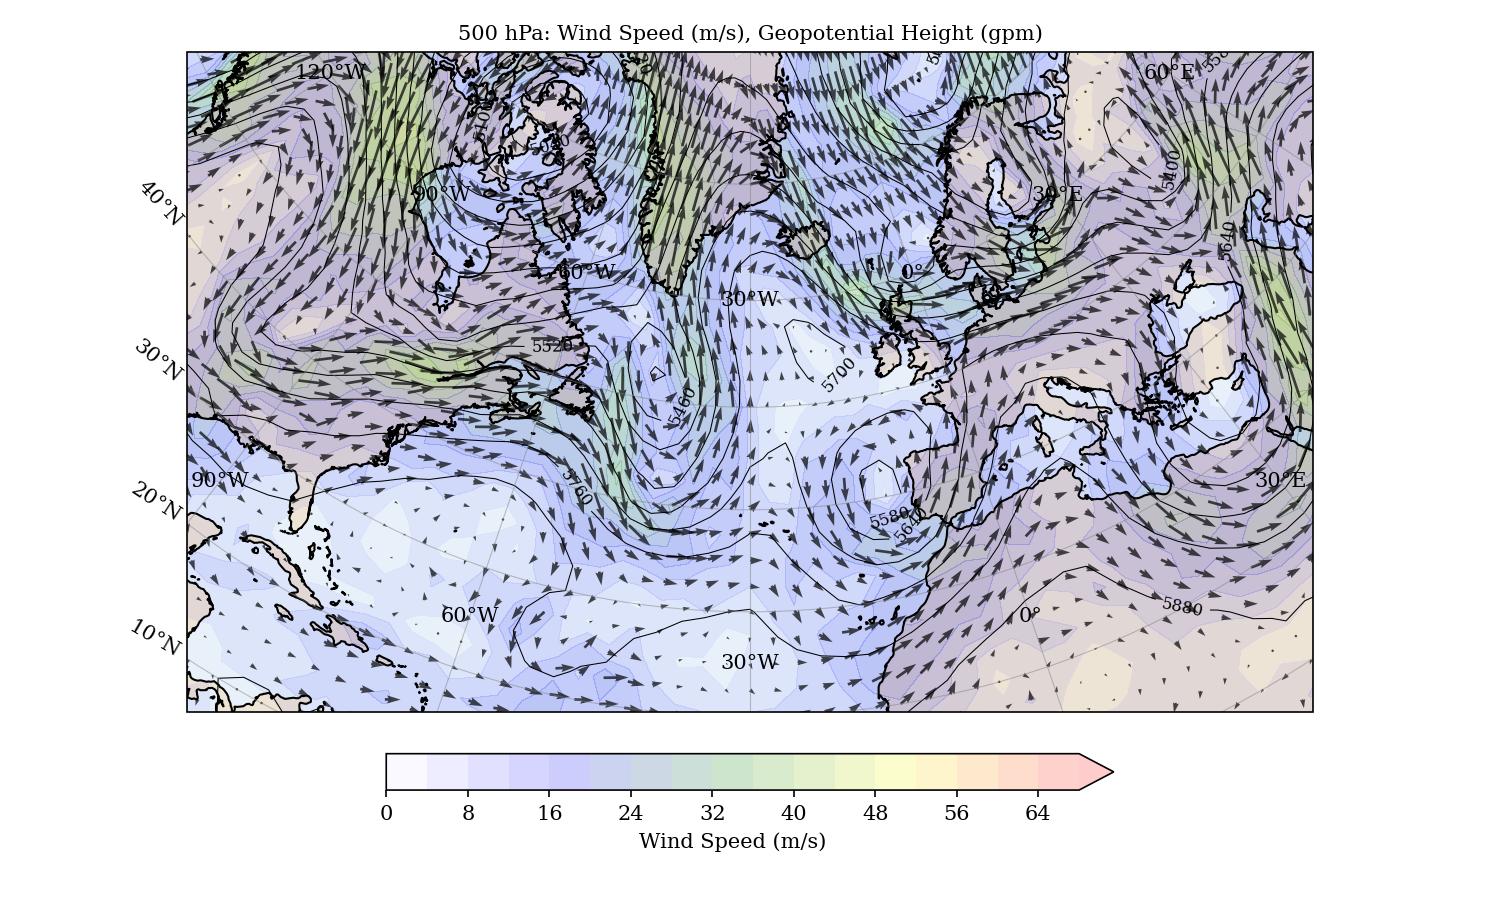 500 hPa: Wind Speed (m/s), Geopotential Height (gpm)
120°W
60°E
5400
90°W
30°E
40°N
5640
60°W
0°
30°W
5520
30°N
5700
5460
90°W
5760
30°E
20°N
5580
5640
5880
60°W
0°
10°N
30°W
0 8 16 24 32 40 48 56 64
Wind Speed (m/s)